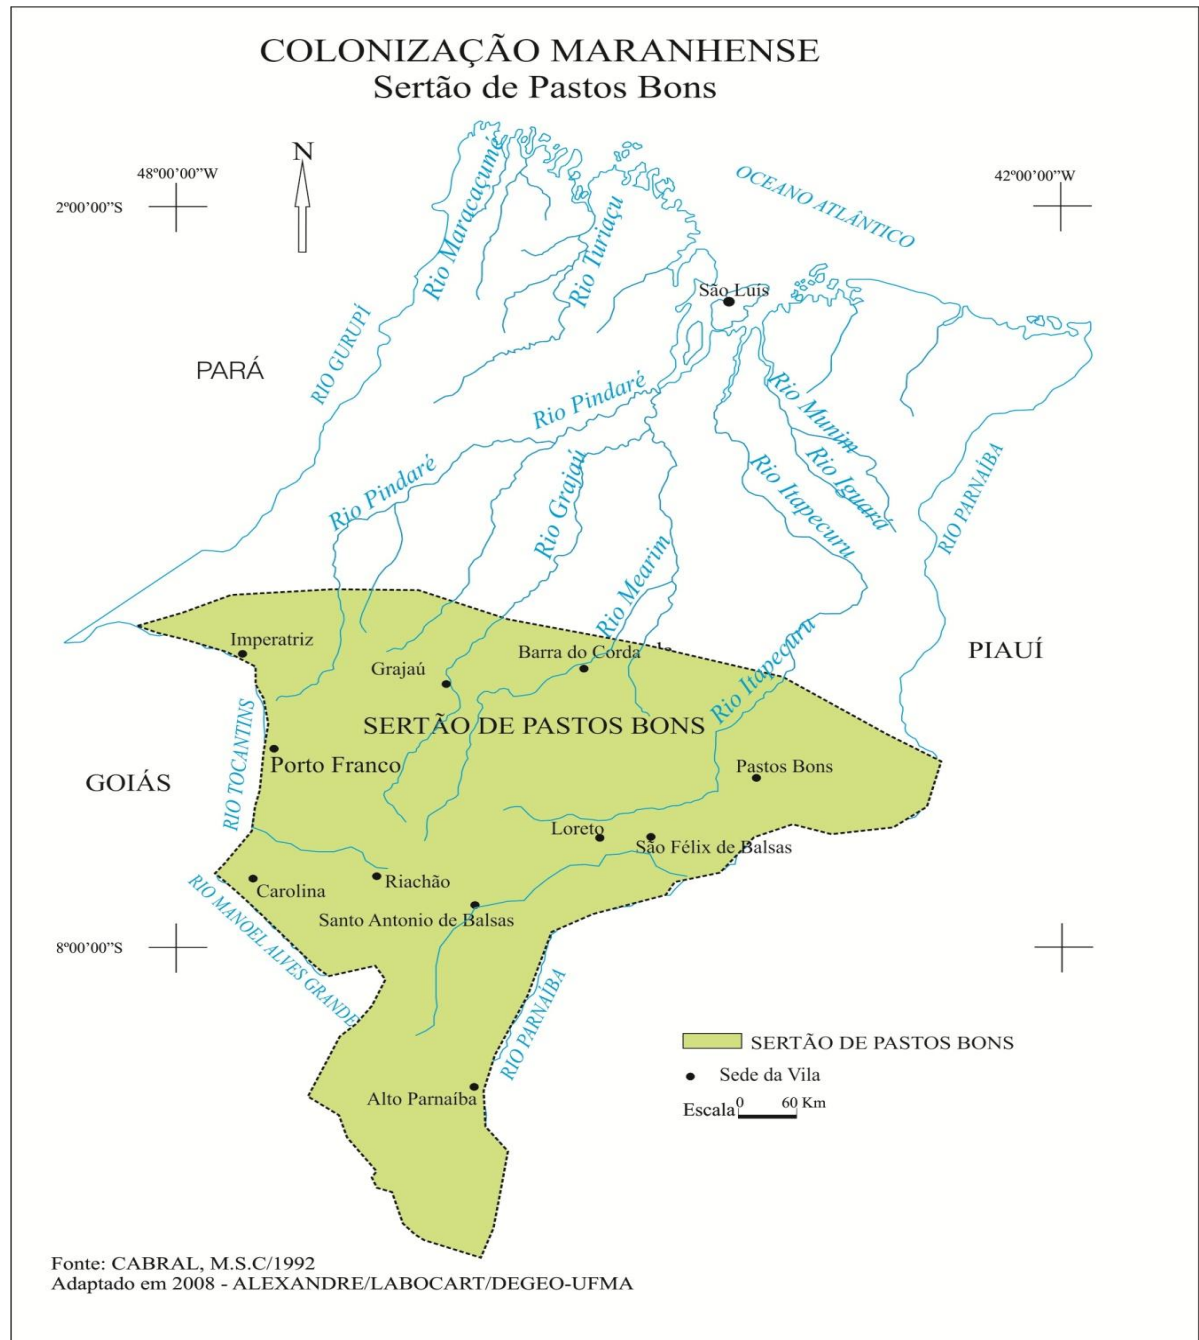 COLONIZAÇÃO MARANHENSE
Sertão de Pastos Bons
N
48º00'00"W
42º00'00"W
2º00'00"S
OCEANO ATLÂNTICO
Rio Maracaçumé
Rio Turiaçu
São Luís
RIO GURUPÍ
PARÁ
Rio Pindaré
Rio Munim
Rio Pindaré
Rio Grajaú
Rio Itapecuru
Rio Iguará
RIO PARNAÍBA
Rio Mearim
Imperatriz
Barra do Corda
Grajaú
Rio Itapecuru
PIAUÍ
SERTÃO DE PASTOS BONS
RIO TOCANTINS
Porto Franco
Pastos Bons
GOIÁS
Loreto
São Félix de Balsas
Carolina
Riachão
Santo Antonio de Balsas
RIO MANOEL ALVES GRANDE
8º00'00"S
RIO PARNAÍBA
SERTÃO DE PASTOS BONS
Sede da Vila
Alto Parnaíba
Escala 0 60 Km
Fonte: CABRAL, M.S.C/1992
Adaptado em 2008 - ALEXANDRE/LABOCART/DEGEO-UFMA